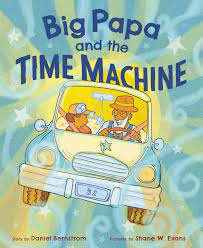 Big Papa
and the
TIME MACHINE
Story by Daniel Bernstrom
Pictures by Shane W. Evans